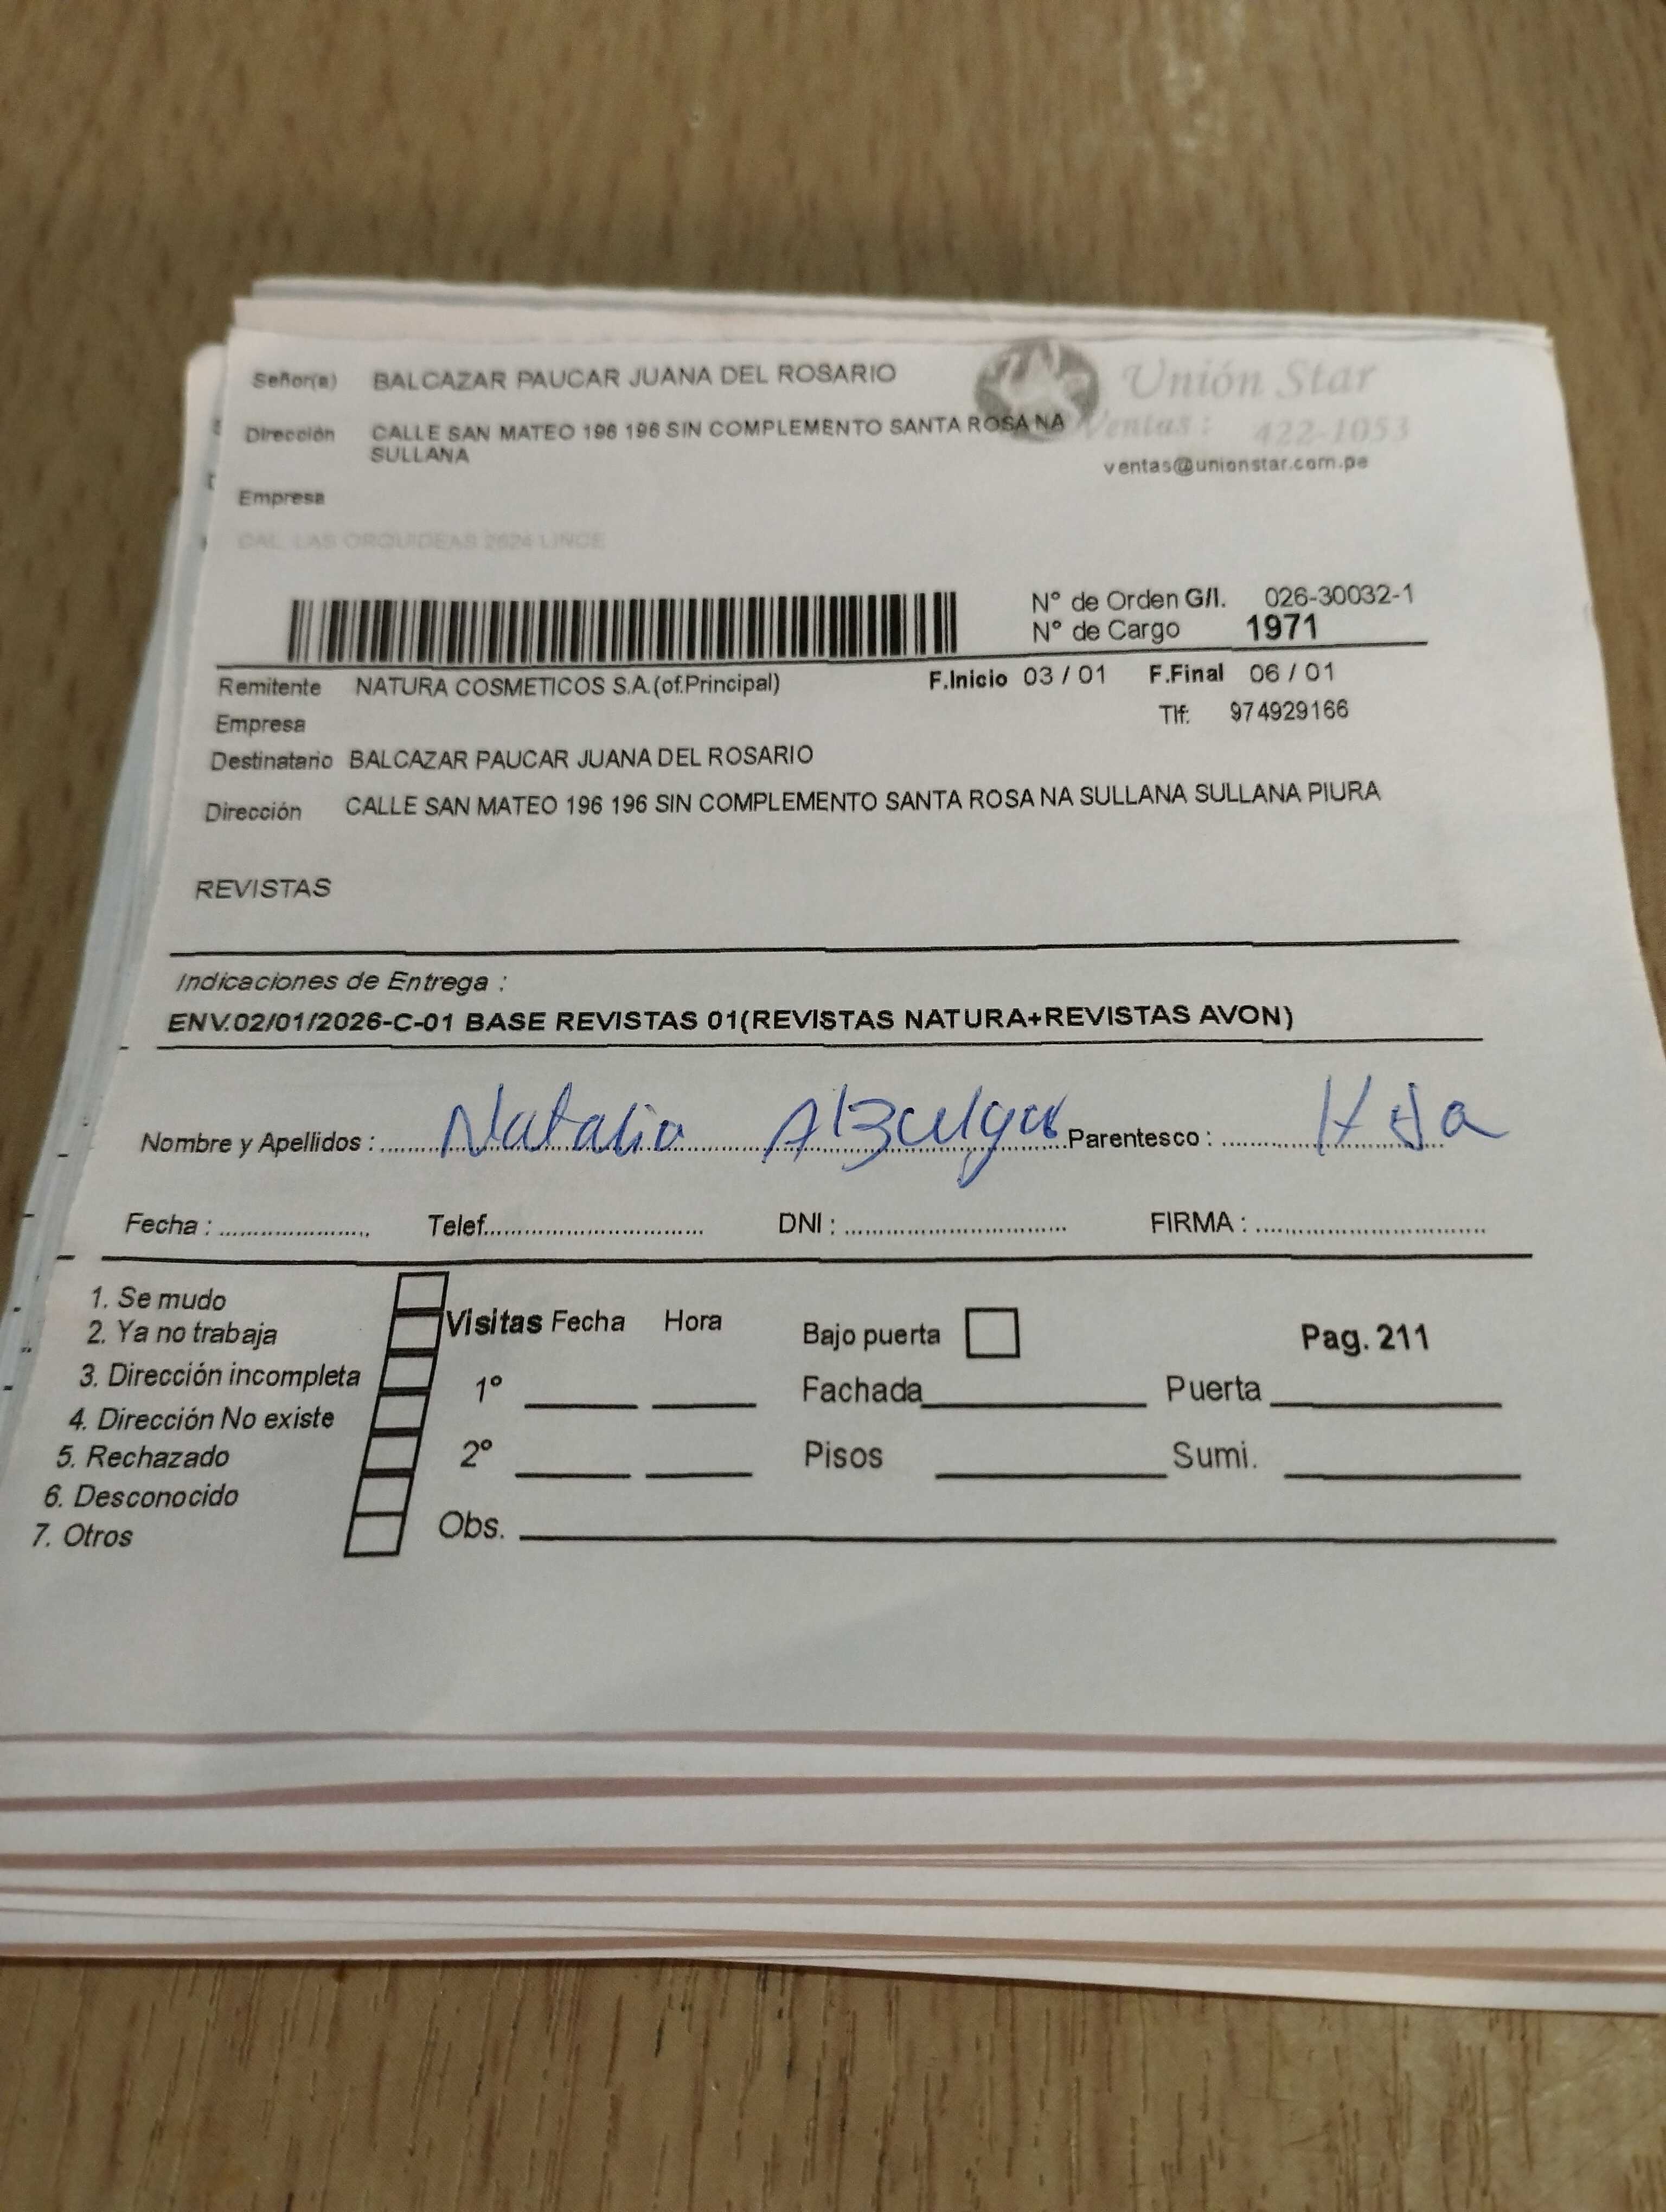 Señor(a) BALCAZAR PAUCAR JUANA DEL ROSARIO
Unión Star
Dirección CALLE SAN MATEO 196 196 SIN COMPLEMENTO SANTA ROSA NA
SULLANA
Ventas: 422-1053
ventas@unionstar.com.pe
Empresa
CAL. LAS ORQUIDEAS 2624 LINCE
N° de Orden G/I. 026-30032-1
N° de Cargo 1971
Remitente NATURA COSMETICOS S.A.(of.Principal) F.Inicio 03 / 01 F.Final 06 / 01
Empresa Tlf: 974929166
Destinatario BALCAZAR PAUCAR JUANA DEL ROSARIO
Dirección CALLE SAN MATEO 196 196 SIN COMPLEMENTO SANTA ROSA NA SULLANA SULLANA PIURA
REVISTAS
Indicaciones de Entrega :
ENV.02/01/2026-C-01 BASE REVISTAS 01(REVISTAS NATURA+REVISTAS AVON)
Nombre y Apellidos : Natalia Parentesco :
Fecha : Telef. DNI : FIRMA :
1. Se mudo
2. Ya no trabaja
3. Dirección incompleta
4. Dirección No existe
5. Rechazado
6. Desconocido
7. Otros
Visitas Fecha Hora
1°
2°
Obs.
Bajo puerta Pag. 211
Fachada Puerta
Pisos Sumi.